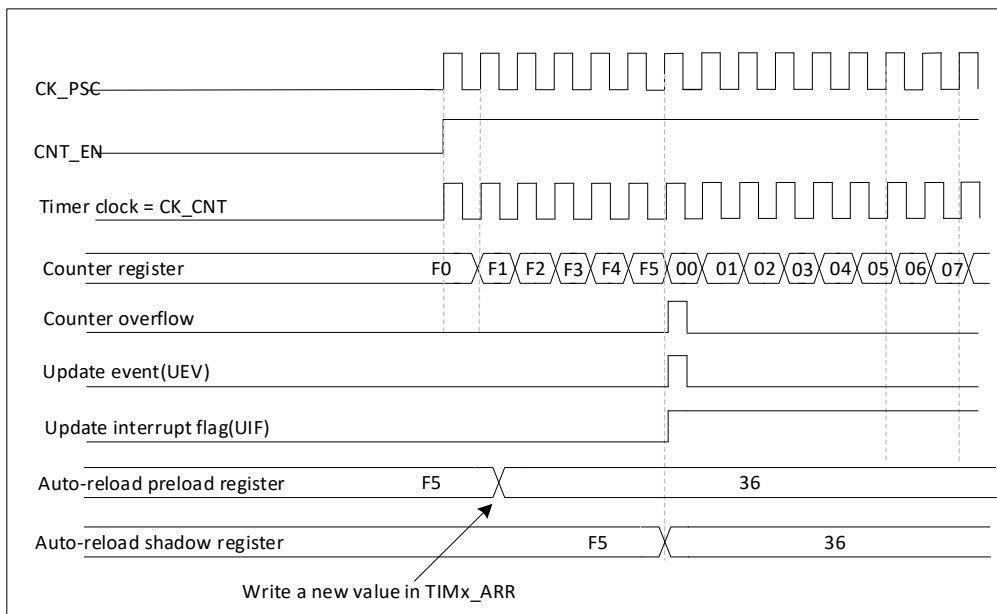 CK_PSC
CNT_EN
Timer clock = CK_CNT
Counter register F0 F1 F2 F3 F4 F5 00 01 02 03 04 05 06 07
Counter overflow
Update event(UEV)
Update interrupt flag(UIF)
Auto-reload preload register F5 36
Auto-reload shadow register F5 36
Write a new value in TIMx_ARR